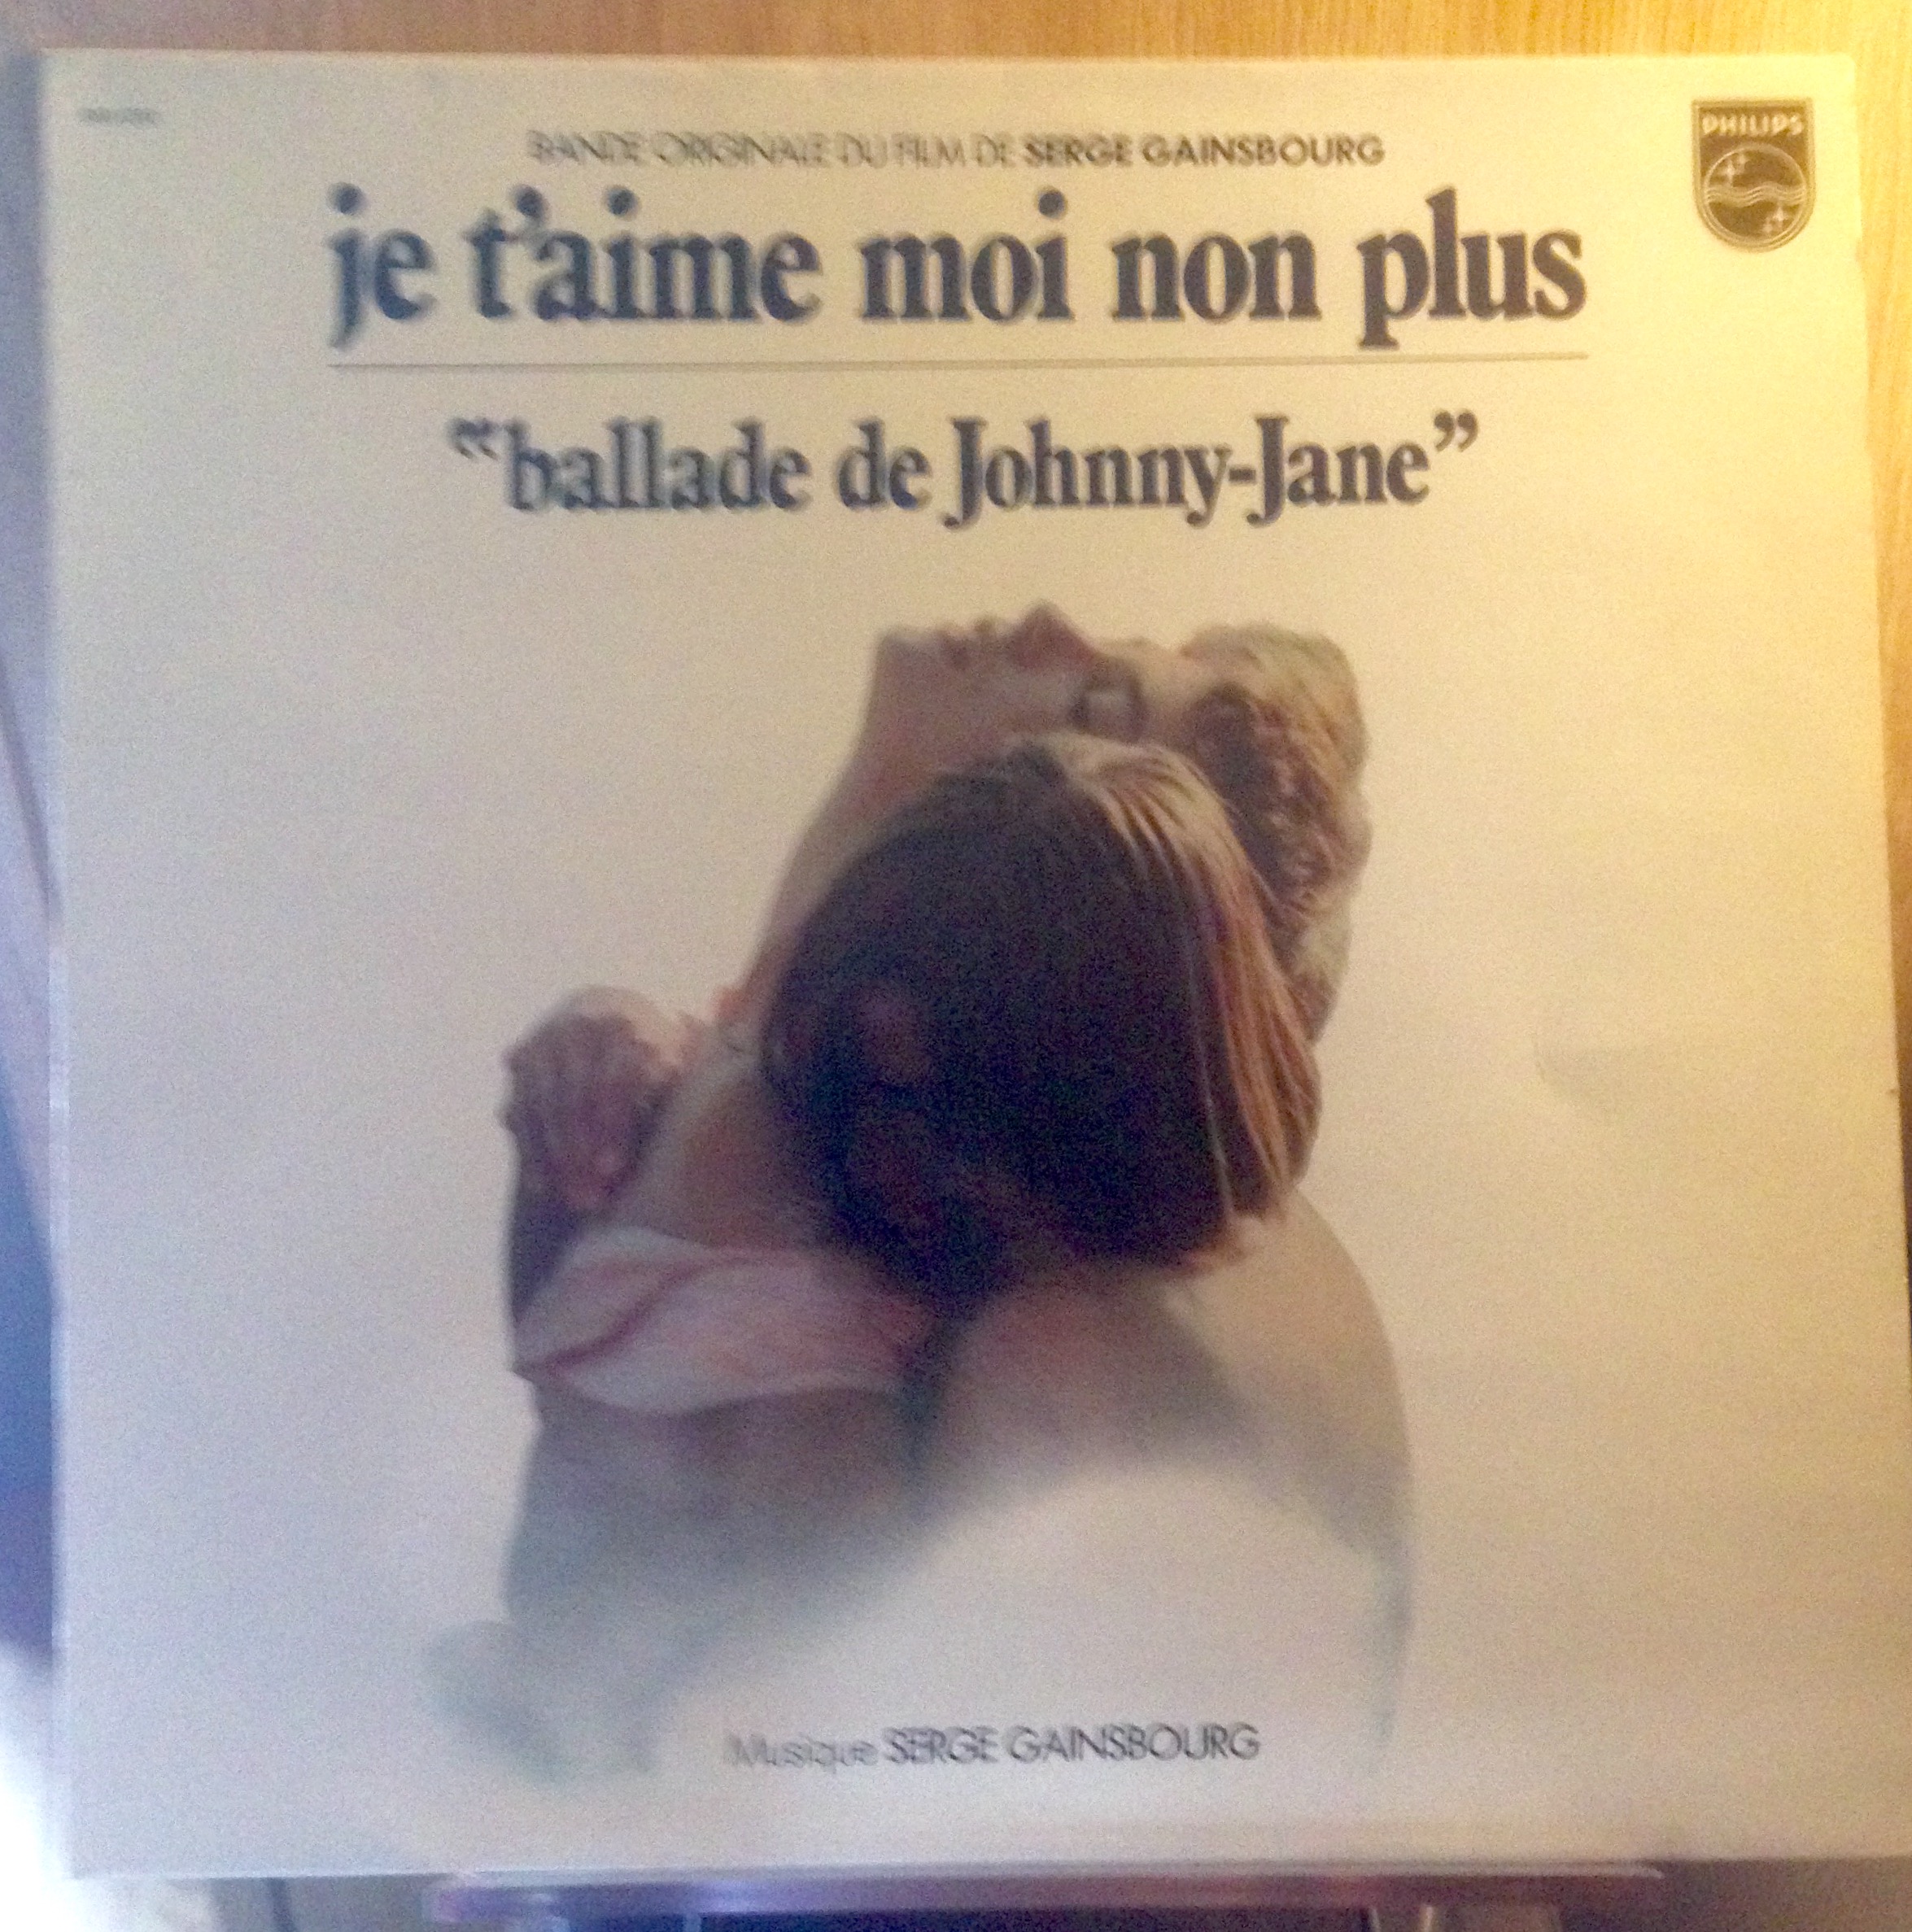 BANDE ORIGINALE DU FILM DE SERGE GAINSBOURG
PHILIPS
je t'aime moi non plus
"ballade de Johnny-Jane"
Musique SERGE GAINSBOURG